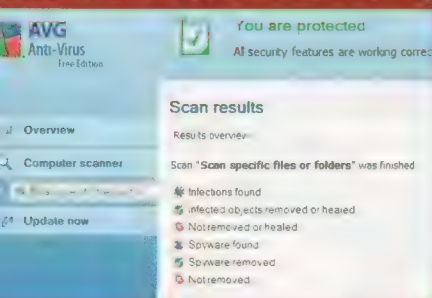 AVG
Anti-Virus
Free Edition
You are protected
All security features are working correc
Overview
Computer scanner
Update now
Scan results
Results overview
Scan "Scan specific files or folders" was finished
Infections found
Infected objects removed or healed
Not removed or healed
Spyware found
Spyware removed
Not removed